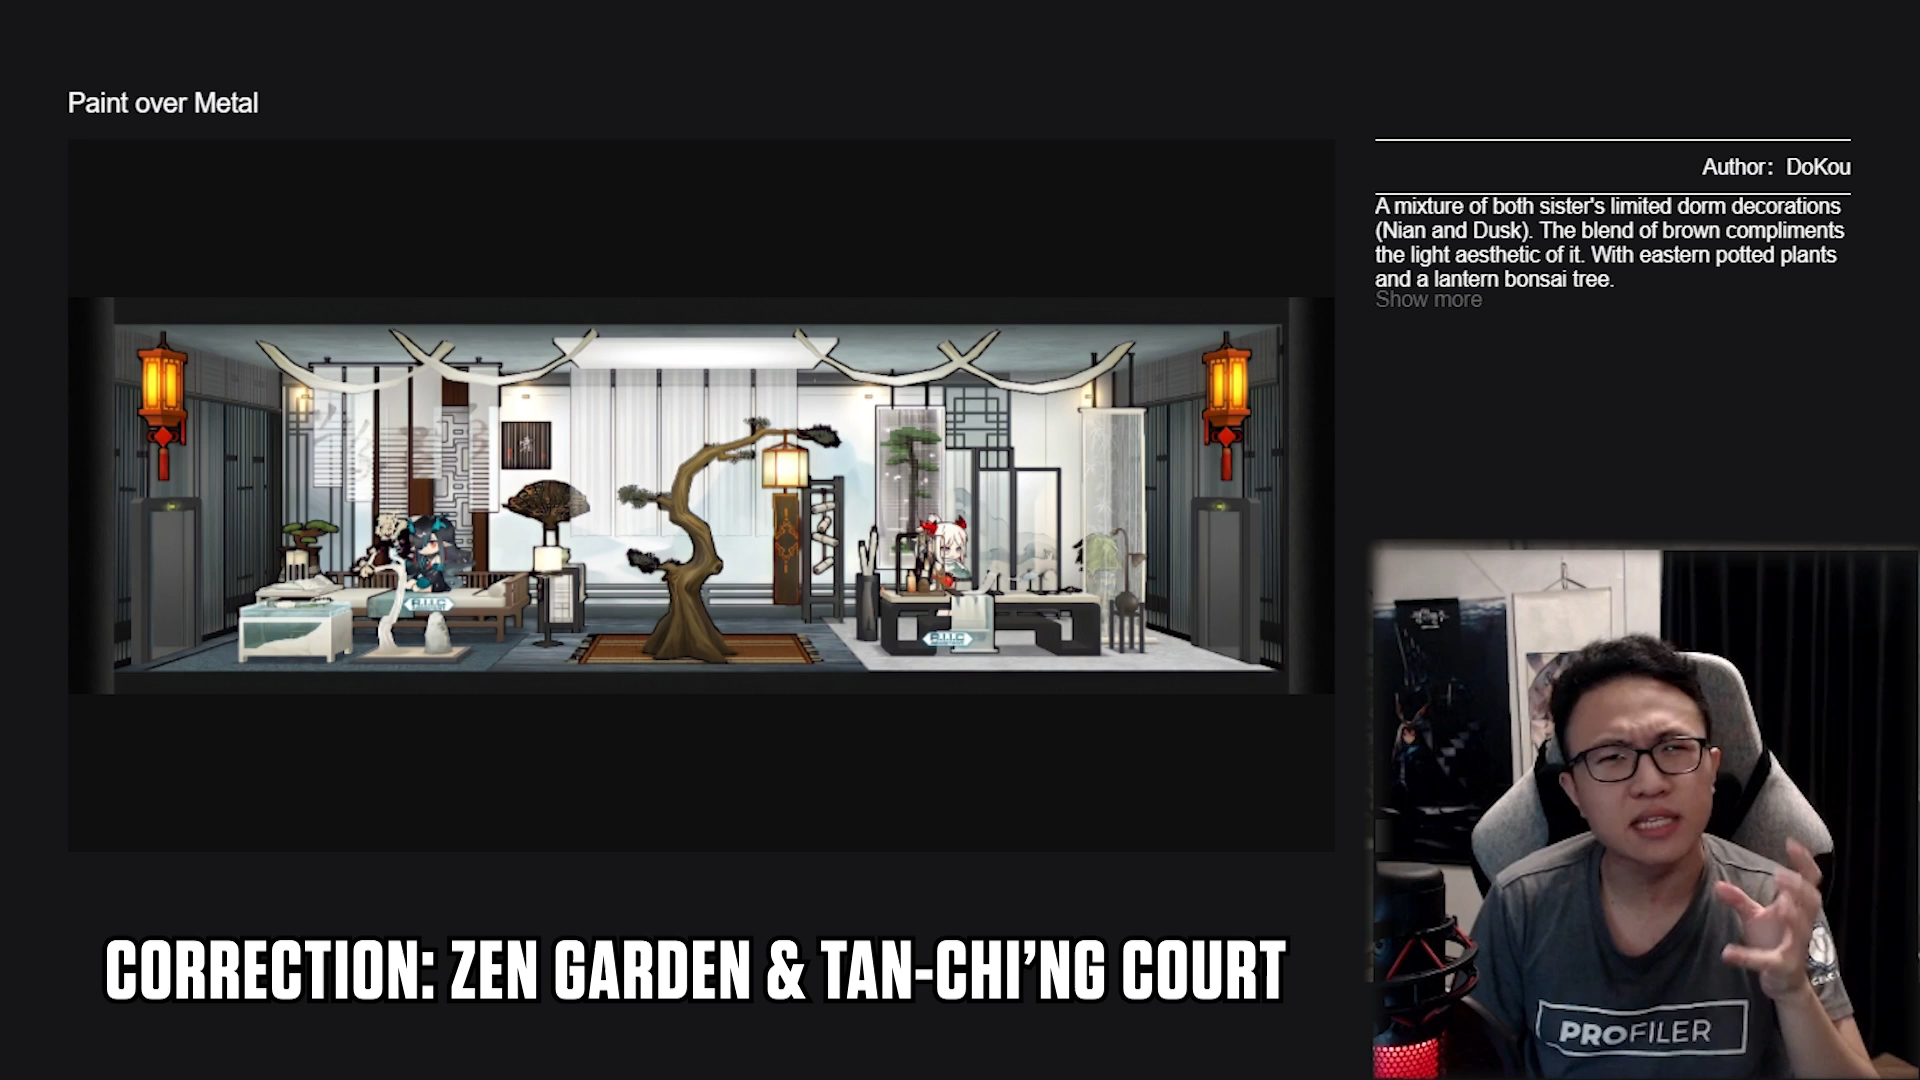 Paint over Metal
Author: DoKou
A mixture of both sister's limited dorm decorations
(Nian and Dusk). The blend of brown compliments
the light aesthetic of it. With eastern potted plants
and a lantern bonsai tree.
Show more
CORRECTION: ZEN GARDEN & TAN-CHI'NG COURT
PROFILER